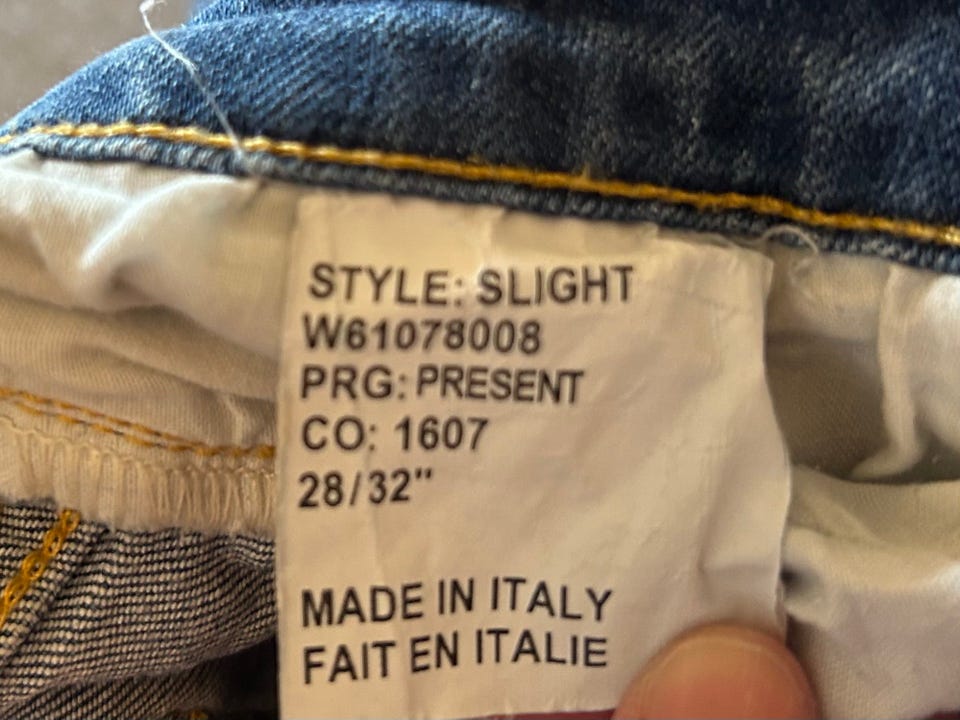 STYLE: SLIGHT
W61078008
PRG: PRESENT
CO: 1607
28/32"
MADE IN ITALY
FAIT EN ITALIE